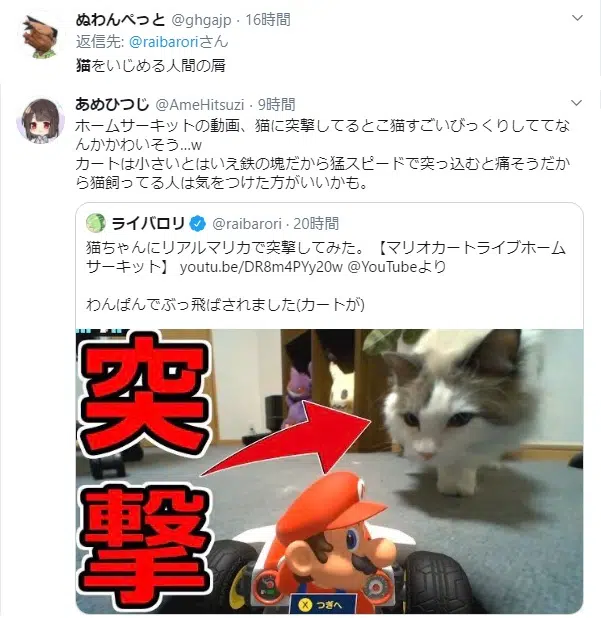 ぬわんぺっと @ghgajp · 16時間
返信先: @raibaroriさん
猫をいじめる人間の屑
あめひつじ @AmeHitsuzi · 9時間
ホームサーキットの動画、猫に突撃してるとこ猫すごいびっくりしててな
んかかわいそう…w
カートは小さいとはいえ鉄の塊だから猛スピードで突っ込むと痛そうだか
ら猫飼ってる人は気をつけた方がいいかも。
ライバロリ @raibarori · 20時間
猫ちゃんにリアルマリカで突撃してみた。【マリオカートライブホーム
サーキット】 youtu.be/DR8m4PYy20w @YouTubeより
わんぱんでぶっ飛ばされました(カートが)
突
撃
X つぎへ